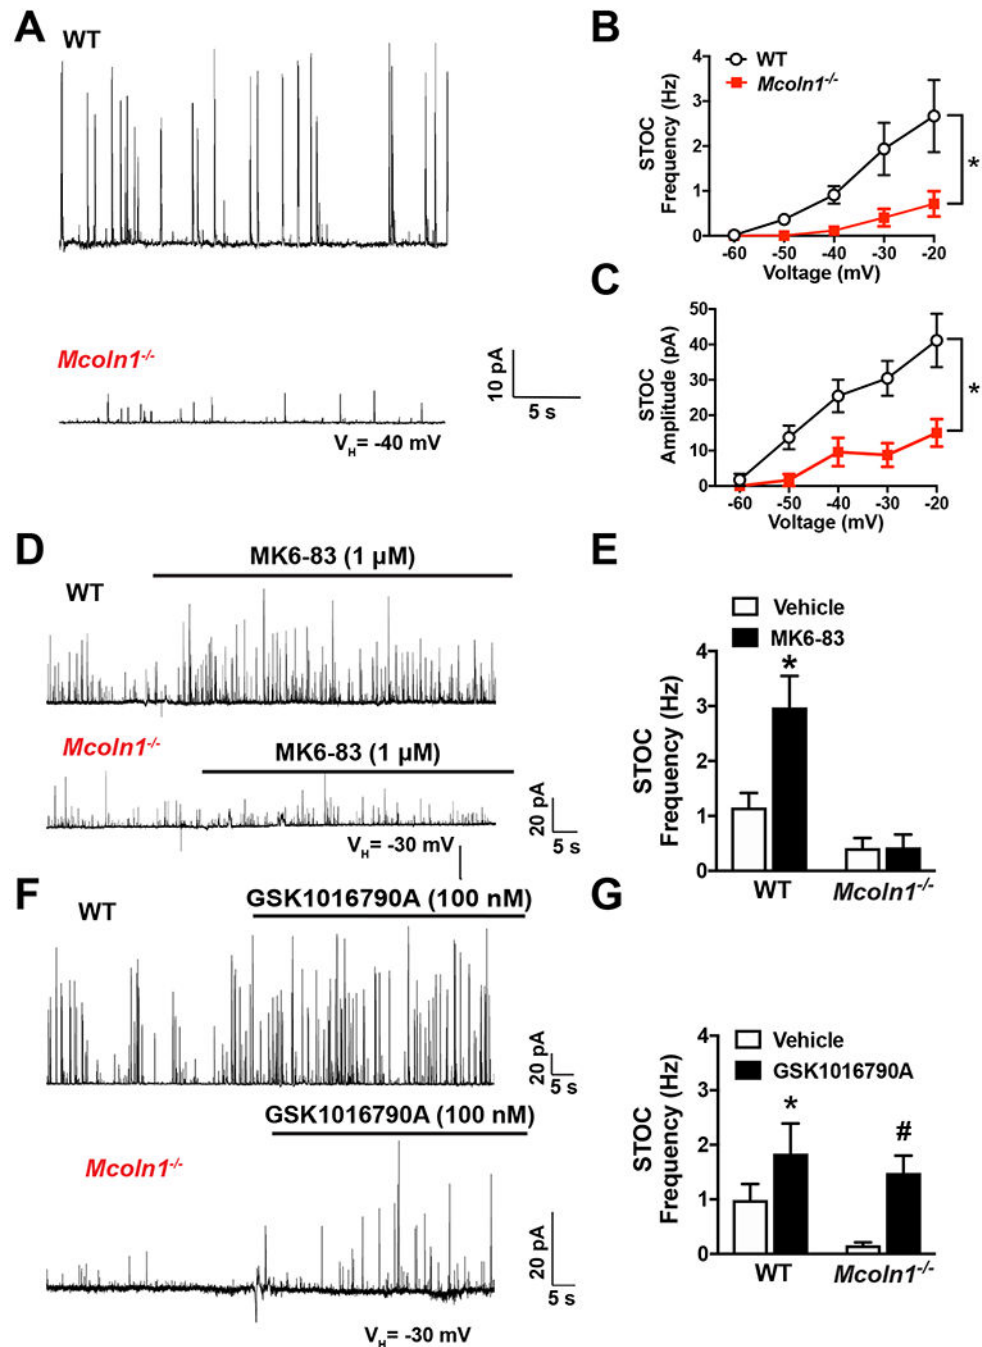 A
WT
Mcoln1-/-
VH= -40 mV
10 pA
5 s
B
WT
Mcoln1-/-
STOC
Frequency (Hz)
4
3
2
1
0
-60 -50 -40 -30 -20
Voltage (mV)
*
C
STOC
Amplitude (pA)
50
40
30
20
10
0
-60 -50 -40 -30 -20
Voltage (mV)
*
D
MK6-83 (1 µM)
WT
Mcoln1-/-
MK6-83 (1 µM)
VH= -30 mV
20 pA
5 s
E
Vehicle
MK6-83
STOC
Frequency (Hz)
4
3
2
1
0
*
WT Mcoln1-/-
F
WT
GSK1016790A (100 nM)
20 pA
5 s
GSK1016790A (100 nM)
Mcoln1-/-
20 pA
5 s
VH= -30 mV
G
Vehicle
GSK1016790A
STOC
Frequency (Hz)
4
3
2
1
0
*
#
WT Mcoln1-/-